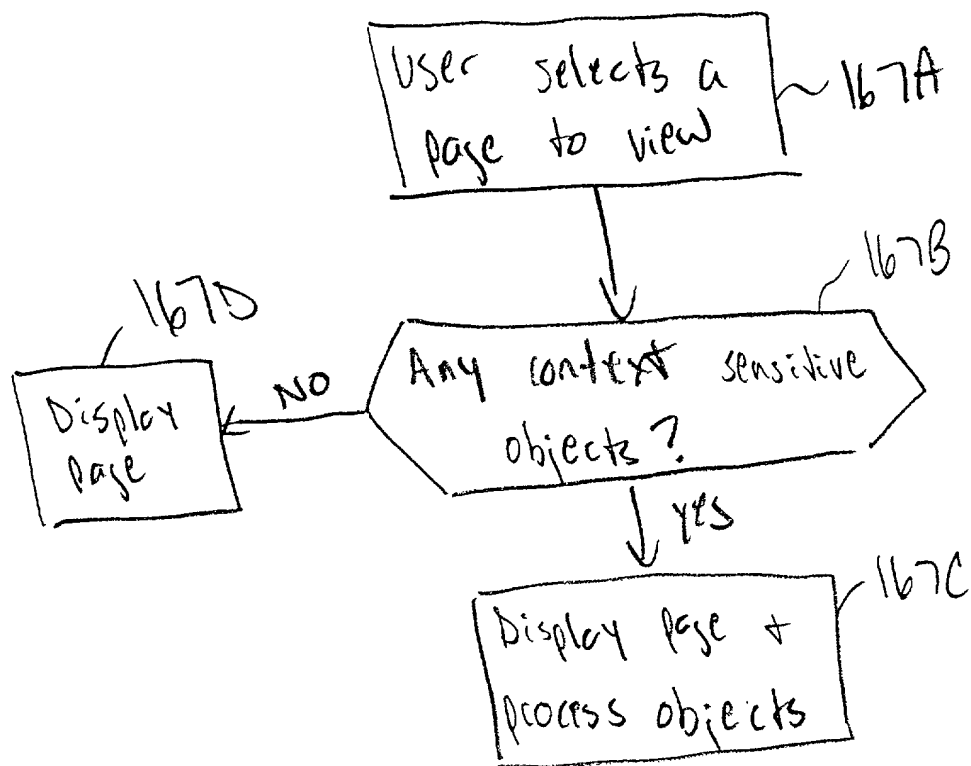 User selects a
page to view
167A
167B
Any context sensitive
objects?
NO
167D
Display
page
yes
167C
Display page +
process objects